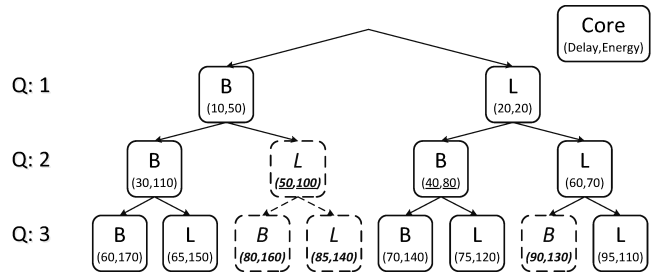 Core
(Delay,Energy)
Q: 1
B
(10,50)
L
(20,20)
Q: 2
B
(30,110)
L
(50,100)
B
(40,80)
L
(60,70)
Q: 3
B
(60,170)
L
(65,150)
B
(80,160)
L
(85,140)
B
(70,140)
L
(75,120)
B
(90,130)
L
(95,110)